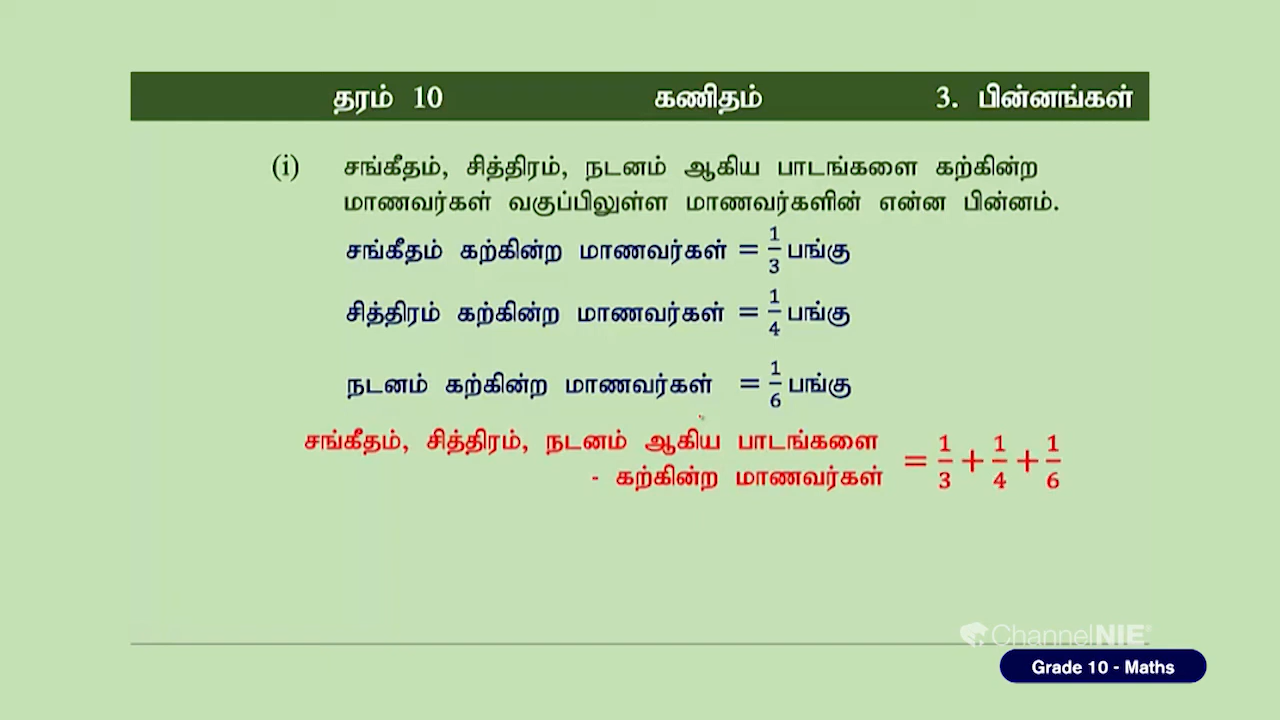 தரம் 10 கணிதம் 3. பின்னங்கள்
(i) சங்கீதம், சித்திரம், நடனம் ஆகிய பாடங்களை கற்கின்ற
மாணவர்கள் வகுப்பிலுள்ள மாணவர்களின் என்ன பின்னம்.
சங்கீதம் கற்கின்ற மாணவர்கள் = 1/3 பங்கு
சித்திரம் கற்கின்ற மாணவர்கள் = 1/4 பங்கு
நடனம் கற்கின்ற மாணவர்கள் = 1/6 பங்கு
சங்கீதம், சித்திரம், நடனம் ஆகிய பாடங்களை
- கற்கின்ற மாணவர்கள் = 1/3 + 1/4 + 1/6
ChannelNIE
Grade 10 - Maths